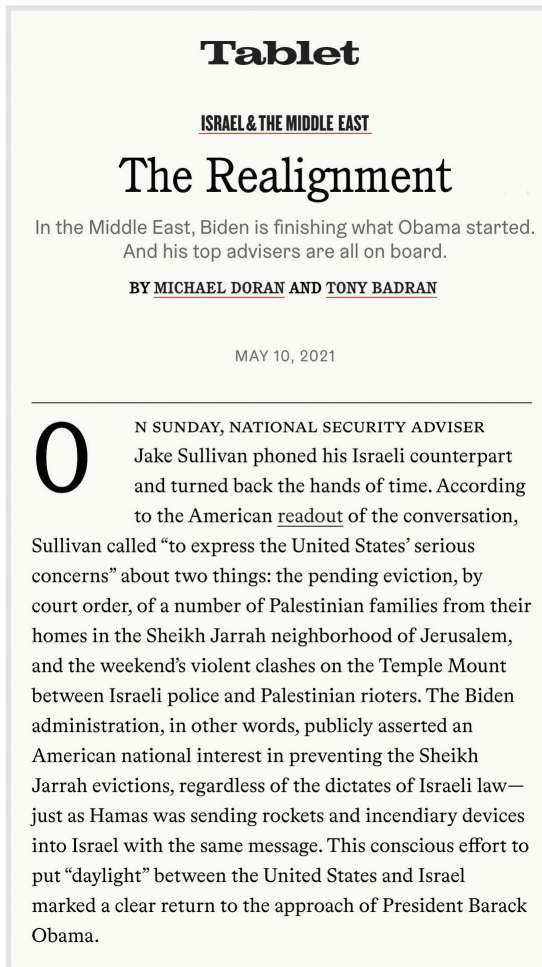 Tablet
ISRAEL & THE MIDDLE EAST
The Realignment
In the Middle East, Biden is finishing what Obama started.
And his top advisers are all on board.
BY MICHAEL DORAN AND TONY BADRAN
MAY 10, 2021
ON SUNDAY, NATIONAL SECURITY ADVISER
Jake Sullivan phoned his Israeli counterpart
and turned back the hands of time. According
to the American readout of the conversation,
Sullivan called “to express the United States’ serious
concerns” about two things: the pending eviction, by
court order, of a number of Palestinian families from their
homes in the Sheikh Jarrah neighborhood of Jerusalem,
and the weekend’s violent clashes on the Temple Mount
between Israeli police and Palestinian rioters. The Biden
administration, in other words, publicly asserted an
American national interest in preventing the Sheikh
Jarrah evictions, regardless of the dictates of Israeli law—
just as Hamas was sending rockets and incendiary devices
into Israel with the same message. This conscious effort to
put “daylight” between the United States and Israel
marked a clear return to the approach of President Barack
Obama.